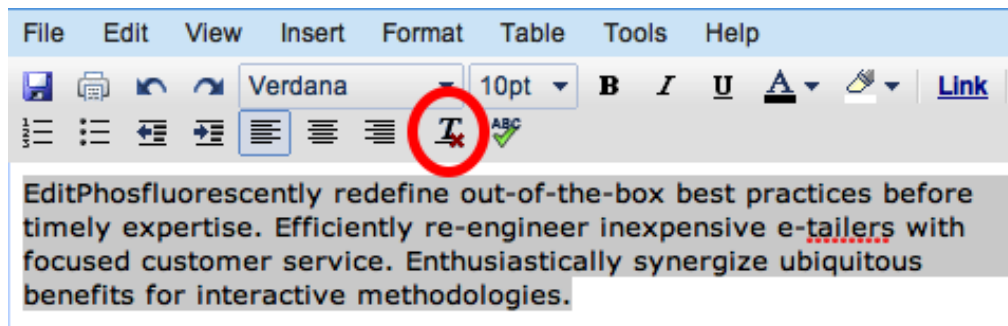 File Edit View Insert Format Table Tools Help
Verdana 10pt B I U A Link
ABC
EditPhosfluorescently redefine out-of-the-box best practices before
timely expertise. Efficiently re-engineer inexpensive e-tailers with
focused customer service. Enthusiastically synergize ubiquitous
benefits for interactive methodologies.